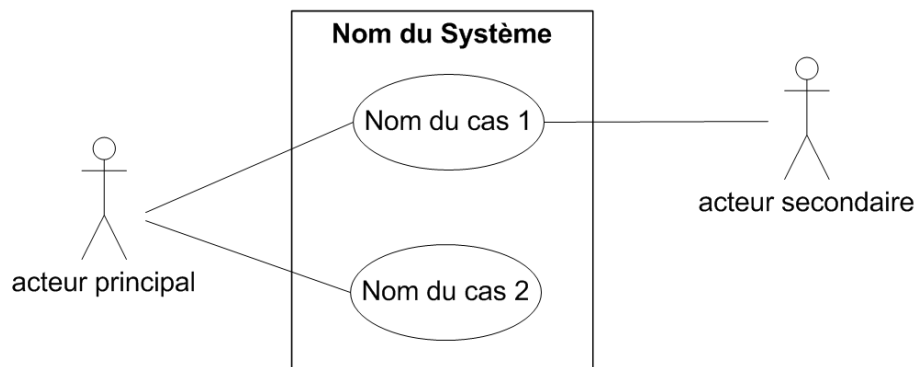 Nom du Système
Nom du cas 1
acteur secondaire
acteur principal
Nom du cas 2